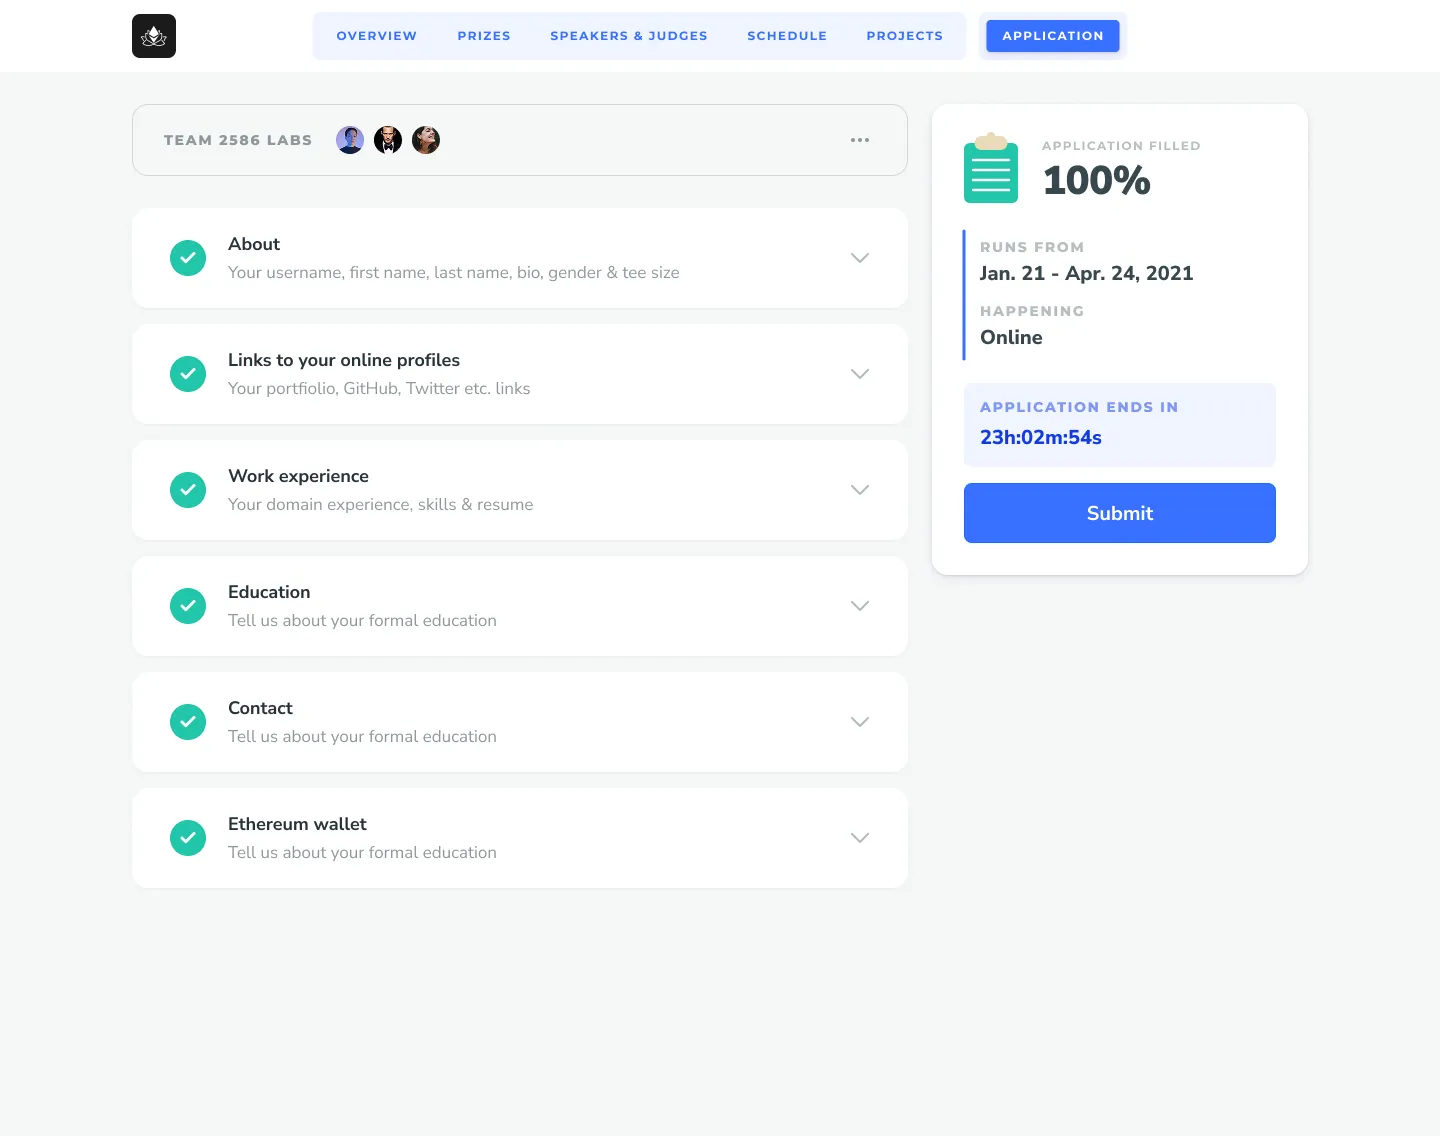 OVERVIEW
PRIZES
SPEAKERS & JUDGES
SCHEDULE
PROJECTS
APPLICATION
TEAM 2586 LABS
About
Your username, first name, last name, bio, gender & tee size
Links to your online profiles
Your portfiolio, GitHub, Twitter etc. links
Work experience
Your domain experience, skills & resume
Education
Tell us about your formal education
Contact
Tell us about your formal education
Ethereum wallet
Tell us about your formal education
APPLICATION FILLED
100%
RUNS FROM
Jan. 21 - Apr. 24, 2021
HAPPENING
Online
APPLICATION ENDS IN
23h:02m:54s
Submit